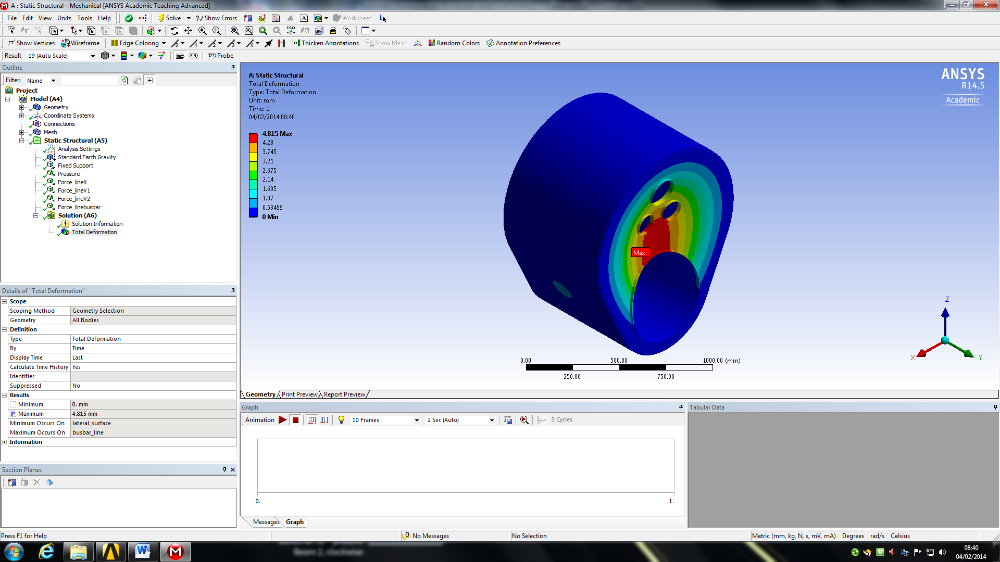 A : Static Structural - Mechanical [ANSYS Academic Teaching Advanced]
File Edit View Units Tools Help Solve ?/ Show Errors Worksheet
Show Vertices Wireframe Edge Coloring Thicken Annotations Show Mesh Random Colors Annotation Preferences
Result 19 (Auto Scale) MAX MIN Probe
Outline
Filter: Name
Project
Model (A4)
Geometry
Coordinate Systems
Connections
Mesh
Static Structural (A5)
Analysis Settings
Standard Earth Gravity
Fixed Support
Pressure
Force_lineX
Force_lineV1
Force_lineV2
Force_linebusbar
Solution (A6)
Solution Information
Total Deformation
Details of "Total Deformation"
Scope
Scoping Method Geometry Selection
Geometry All Bodies
Definition
Type Total Deformation
By Time
Display Time Last
Calculate Time History Yes
Identifier
Suppressed No
Results
Minimum 0. mm
P Maximum 4.815 mm
Minimum Occurs On lateral_surface
Maximum Occurs On busbar_line
Information
Section Planes
A: Static Structural
Total Deformation
Type: Total Deformation
Unit: mm
Time: 1
04/02/2014 08:40
4.815 Max
4.28
3.745
3.21
2.675
2.14
1.605
1.07
0.53499
0 Min
ANSYS
R14.5
Academic
Max
0.00 500.00 1000.00 (mm)
250.00 750.00
Z
X
Y
Geometry Print Preview Report Preview
Graph
Animation 10 Frames 2 Sec (Auto) 3 Cycles
0. 1.
Messages Graph
Tabular Data
Press F1 for Help
0 No Messages
No Selection
Metric (mm, kg, N, s, mV, mA) Degrees rad/s Celsius
Beam 2, clockwise
08:40
04/02/2014